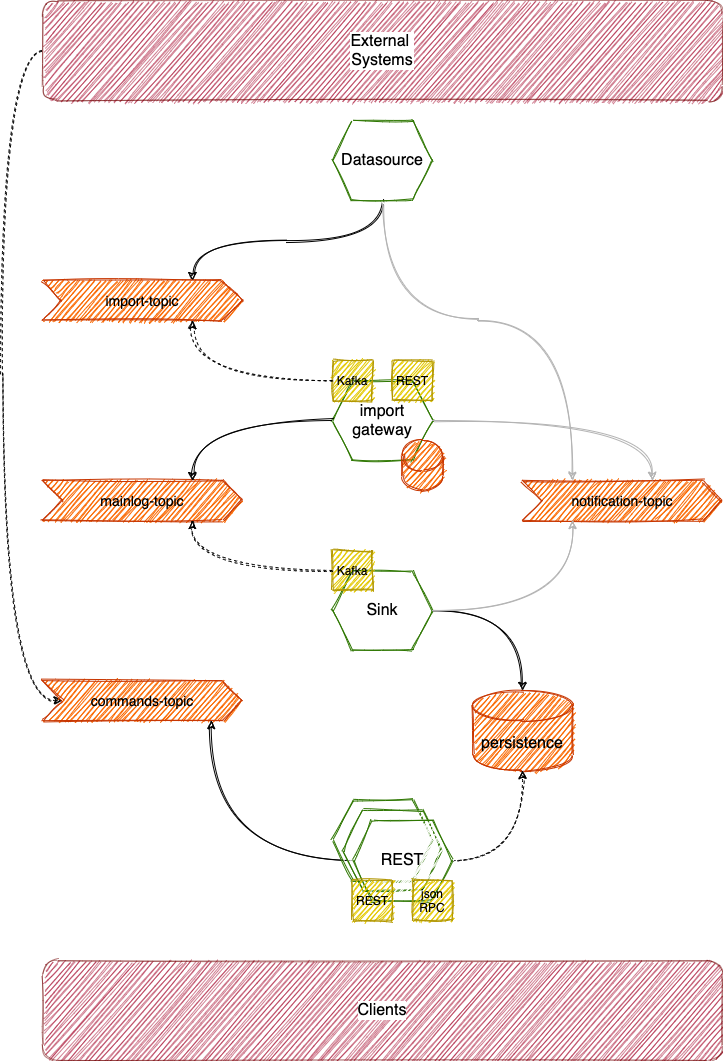 External
Systems
Datasource
import-topic
Kafka
REST
import
gateway
mainlog-topic
notification-topic
Kafka
Sink
commands-topic
persistence
REST
REST
json
RPC
Clients